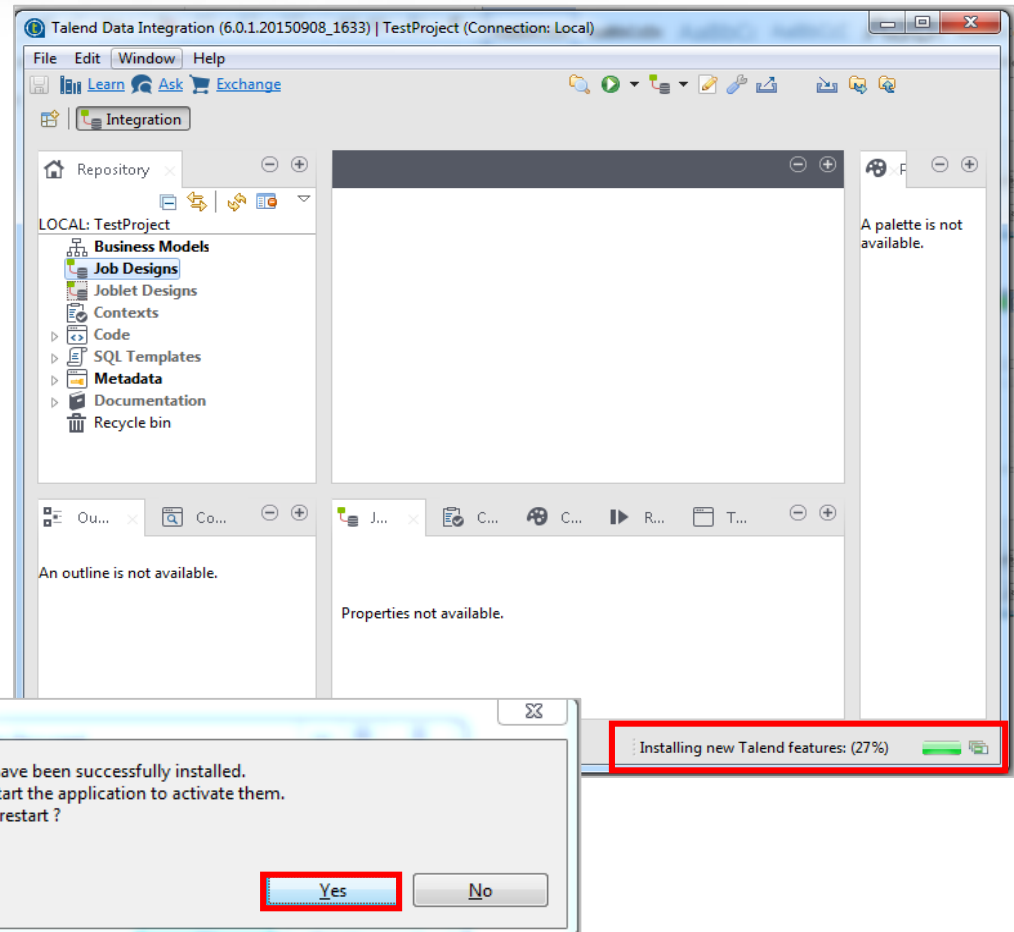 Talend Data Integration (6.0.1.20150908_1633) | TestProject (Connection: Local)
File Edit Window Help
Learn Ask Exchange
Integration
Repository
LOCAL: TestProject
Business Models
Job Designs
Joblet Designs
Contexts
Code
SQL Templates
Metadata
Documentation
Recycle bin
A palette is not
available.
Ou... Co...
An outline is not available.
J... C... C... R... T...
Properties not available.
Installing new Talend features: (27%)
have been successfully installed.
the application to activate them.
restart ?
Yes No